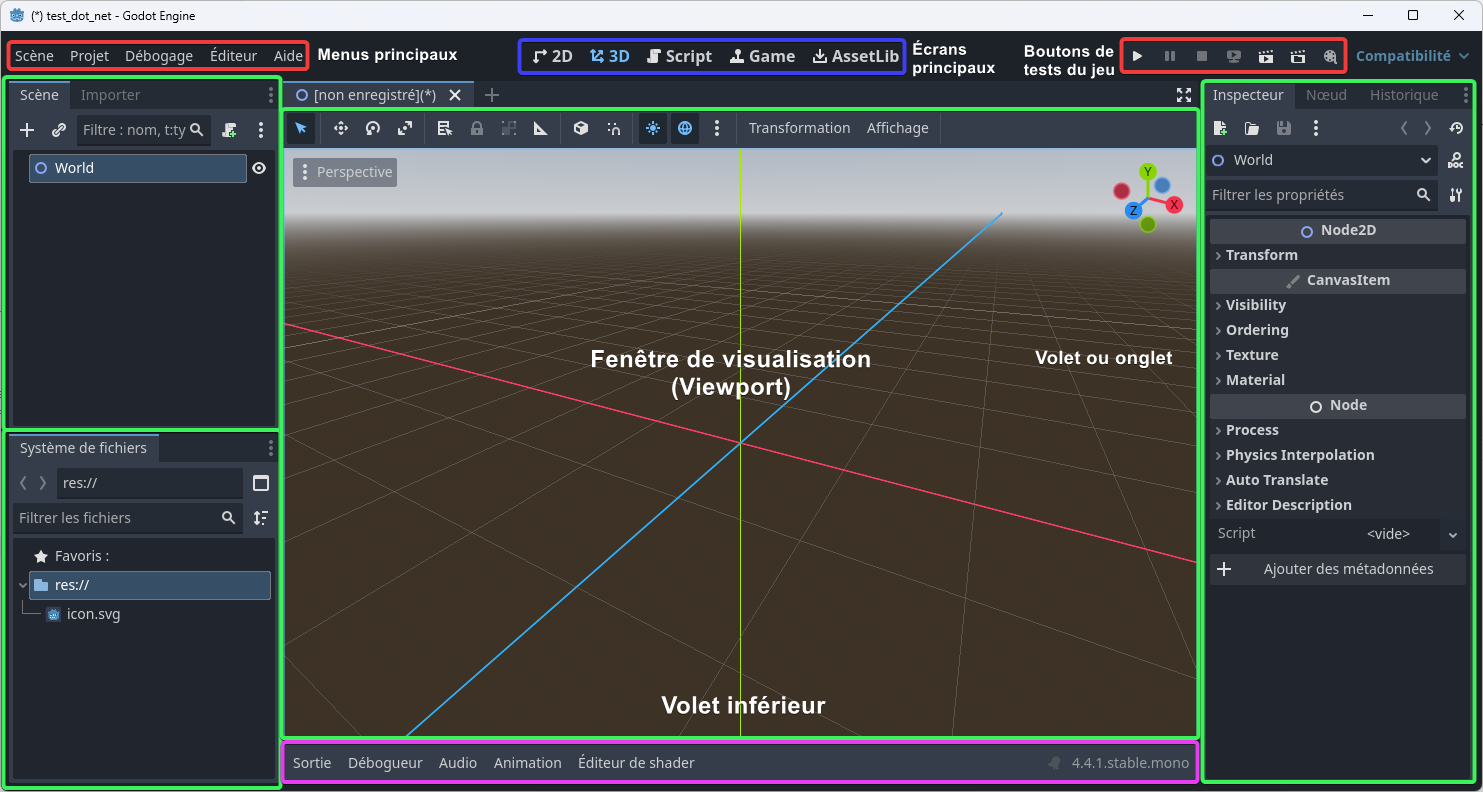 (*) test_dot_net - Godot Engine
Scène Projet Débogage Éditeur Aide
Menus principaux
2D 3D Script Game AssetLib
Écrans
principaux
Boutons de
tests du jeu
Compatibilité
Scène Importer
[non enregistré](*)
Inspecteur Nœud Historique
Filtre : nom, t:ty
Transformation Affichage
World
Perspective
Y
X
Z
World
DOC
Filtrer les propriétés
Node2D
Transform
CanvasItem
Visibility
Ordering
Texture
Material
Node
Process
Physics Interpolation
Auto Translate
Editor Description
Script <vide>
Ajouter des métadonnées
Fenêtre de visualisation
(Viewport)
Volet ou onglet
Système de fichiers
res://
Filtrer les fichiers
Favoris :
res://
icon.svg
Volet inférieur
Sortie Débogueur Audio Animation Éditeur de shader
4.4.1.stable.mono